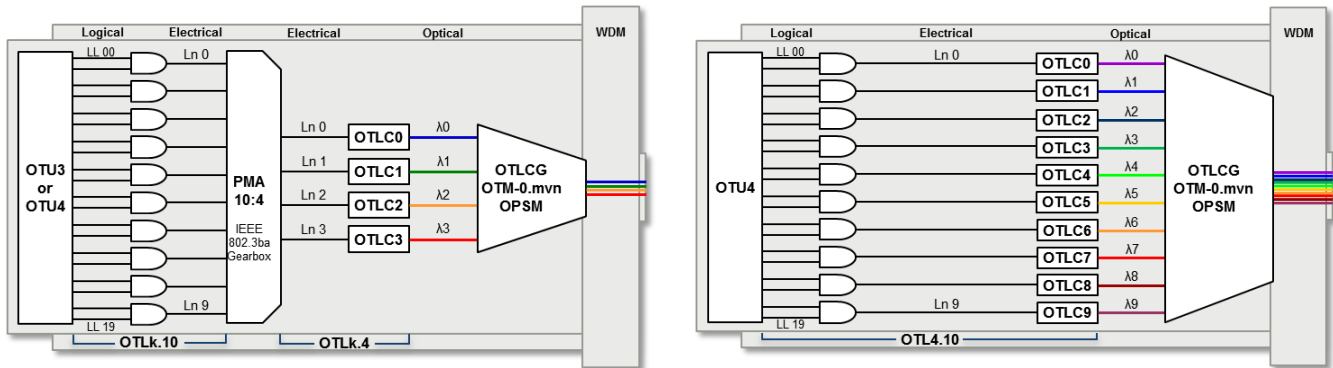 Logical Electrical Electrical Optical WDM
LL 00
Ln 0
OTU3
or
OTU4
PMA
10:4
IEEE
802.3ba
Gearbox
Ln 0
OTLC0
λ0
Ln 1
OTLC1
λ1
Ln 2
OTLC2
λ2
Ln 3
OTLC3
λ3
OTLCG
OTM-0.mvn
OPSM
Ln 9
LL 19
OTLk.10
OTLk.4
Logical Electrical Optical WDM
LL 00
Ln 0
OTLC0
λ0
OTLC1
λ1
OTLC2
λ2
OTLC3
λ3
OTLC4
λ4
OTLC5
λ5
OTLC6
λ6
OTLC7
λ7
OTLC8
λ8
Ln 9
OTLC9
λ9
OTU4
OTLCG
OTM-0.mvn
OPSM
LL 19
OTL4.10